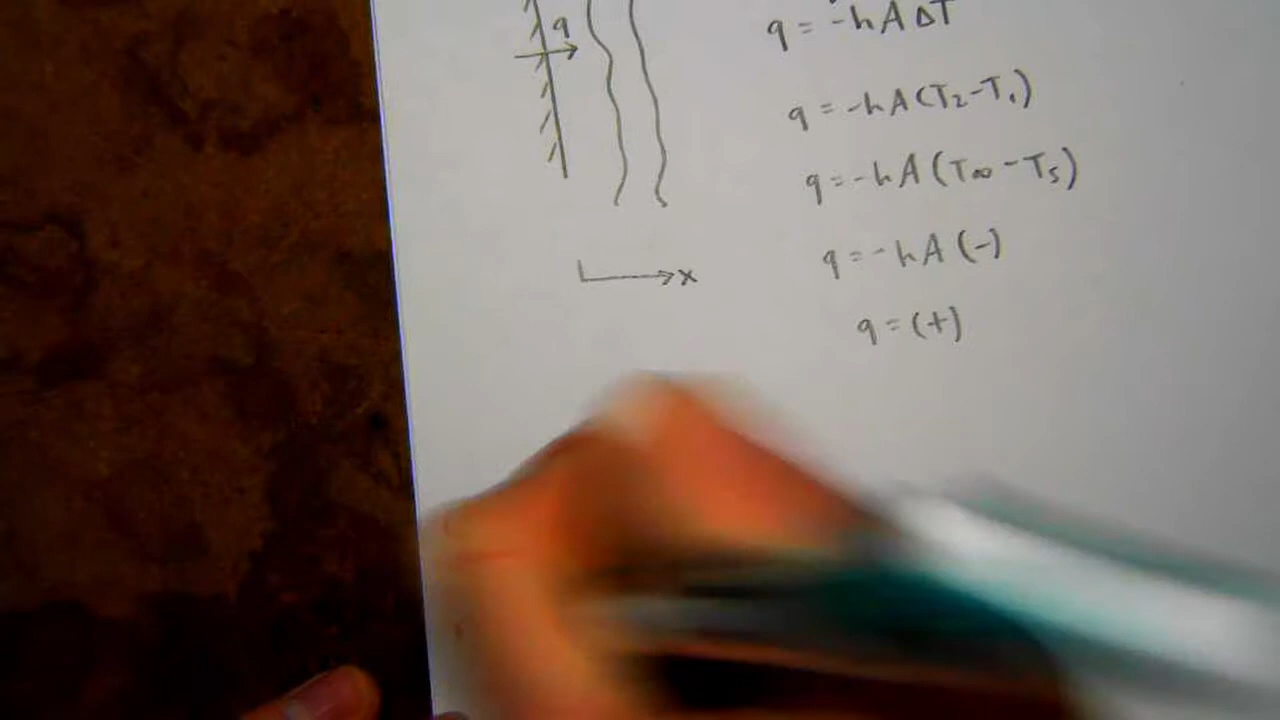 q
q = -hAΔT
q = -hA(T₂-T₁)
q = -hA(T∞-Tₛ)
q = -hA(-)
q = (+)
x